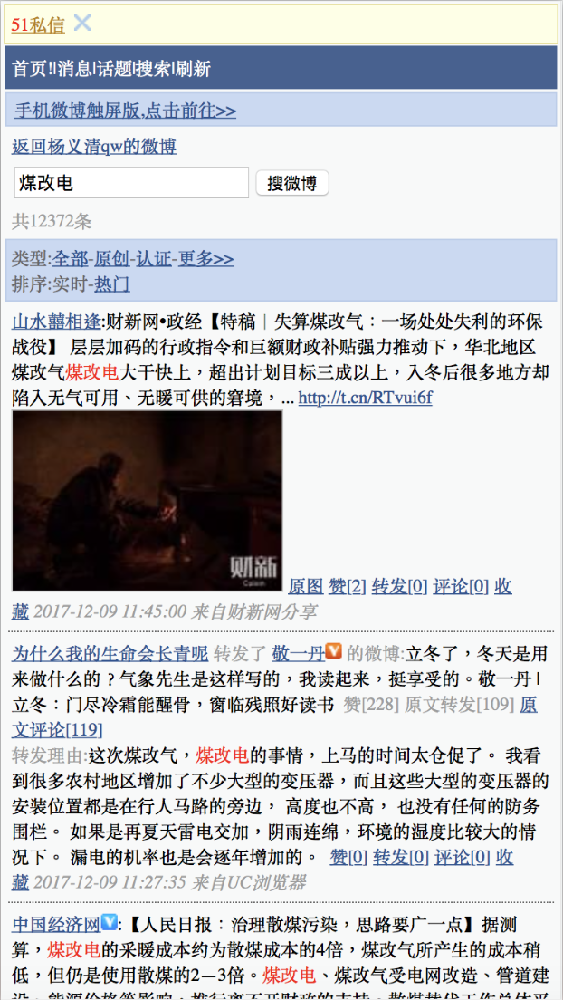 51私信
首页!|消息|话题|搜索|刷新
手机微博触屏版,点击前往>>
返回杨义清qw的微博
煤改电 搜微博
共12372条
类型:全部-原创-认证-更多>>
排序:实时-热门
山水囍相逢:财新网•政经【特稿｜失算煤改气：一场处处失利的环保
战役】 层层加码的行政指令和巨额财政补贴强力推动下，华北地区
煤改气煤改电大干快上，超出计划目标三成以上，入冬后很多地方却
陷入无气可用、无暖可供的窘境，... http://t.cn/RTvui6f
财新
Caixin
原图 赞[2] 转发[0] 评论[0] 收
藏 2017-12-09 11:45:00 来自财新网分享
为什么我的生命会长青呢 转发了 敬一丹V 的微博:立冬了，冬天是用
来做什么的？气象先生是这样写的，我读起来，挺享受的。敬一丹 |
立冬：门尽冷霜能醒骨，窗临残照好读书 赞[228] 原文转发[109] 原
文评论[119]
转发理由:这次煤改气，煤改电的事情，上马的时间太仓促了。 我看
到很多农村地区增加了不少大型的变压器，而且这些大型的变压器的
安装位置都是在行人马路的旁边， 高度也不高， 也没有任何的防务
围栏。 如果是再夏天雷电交加，阴雨连绵，环境的湿度比较大的情
况下。 漏电的机率也是会逐年增加的。 赞[0] 转发[0] 评论[0] 收
藏 2017-12-09 11:27:35 来自UC浏览器
中国经济网V:【人民日报：治理散煤污染，思路要广一点】据测
算，煤改电的采暖成本约为散煤成本的4倍，煤改气所产生的成本稍
低，但仍是使用散煤的2—3倍。煤改电、煤改气受电网改造、管道建
设、能源价格等影响，推行离不开财政的支持。散煤替代工作总体平